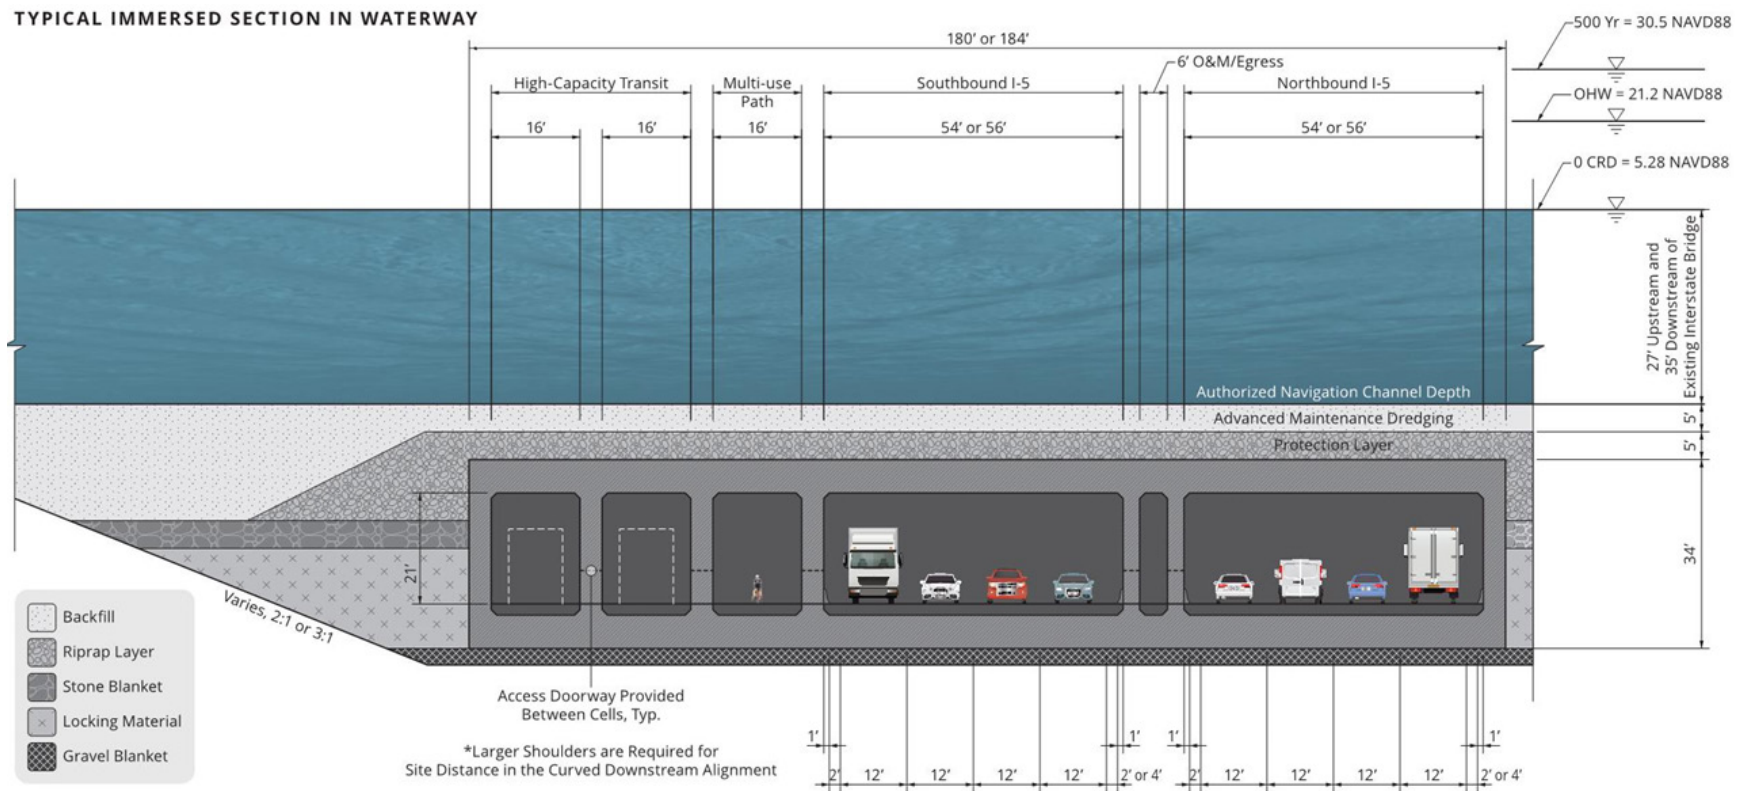 TYPICAL IMMERSED SECTION IN WATERWAY
500 Yr = 30.5 NAVD88
180’ or 184’
6’ O&M/Egress
High-Capacity Transit
Multi-use
Path
Southbound I-5
Northbound I-5
OHW = 21.2 NAVD88
16’
16’
16’
54’ or 56’
54’ or 56’
0 CRD = 5.28 NAVD88
27’ Upstream and
35’ Downstream of
Existing Interstate Bridge
Authorized Navigation Channel Depth
Advanced Maintenance Dredging
5’
Protection Layer
5’
21’
34’
Varies, 2:1 or 3:1
Backfill
Riprap Layer
Stone Blanket
Locking Material
Gravel Blanket
Access Doorway Provided
Between Cells, Typ.
*Larger Shoulders are Required for
Site Distance in the Curved Downstream Alignment
1’
1’
1’
1’
2’
12’
12’
12’
12’
2’ or 4’
2’
12’
12’
12’
12’
2’ or 4’